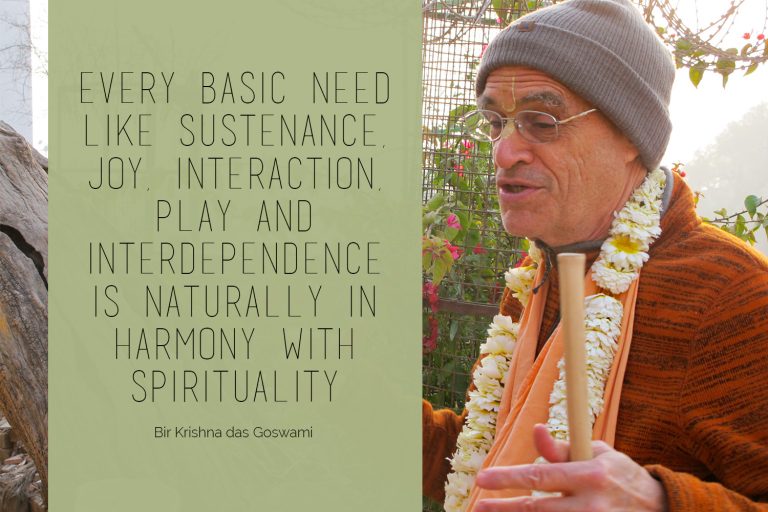 EVERY BASIC NEED
LIKE SUSTENANCE,
JOY, INTERACTION,
PLAY AND
INTERDEPENDENCE
IS NATURALLY IN
HARMONY WITH
SPIRITUALITY
Bir Krishna das Goswami